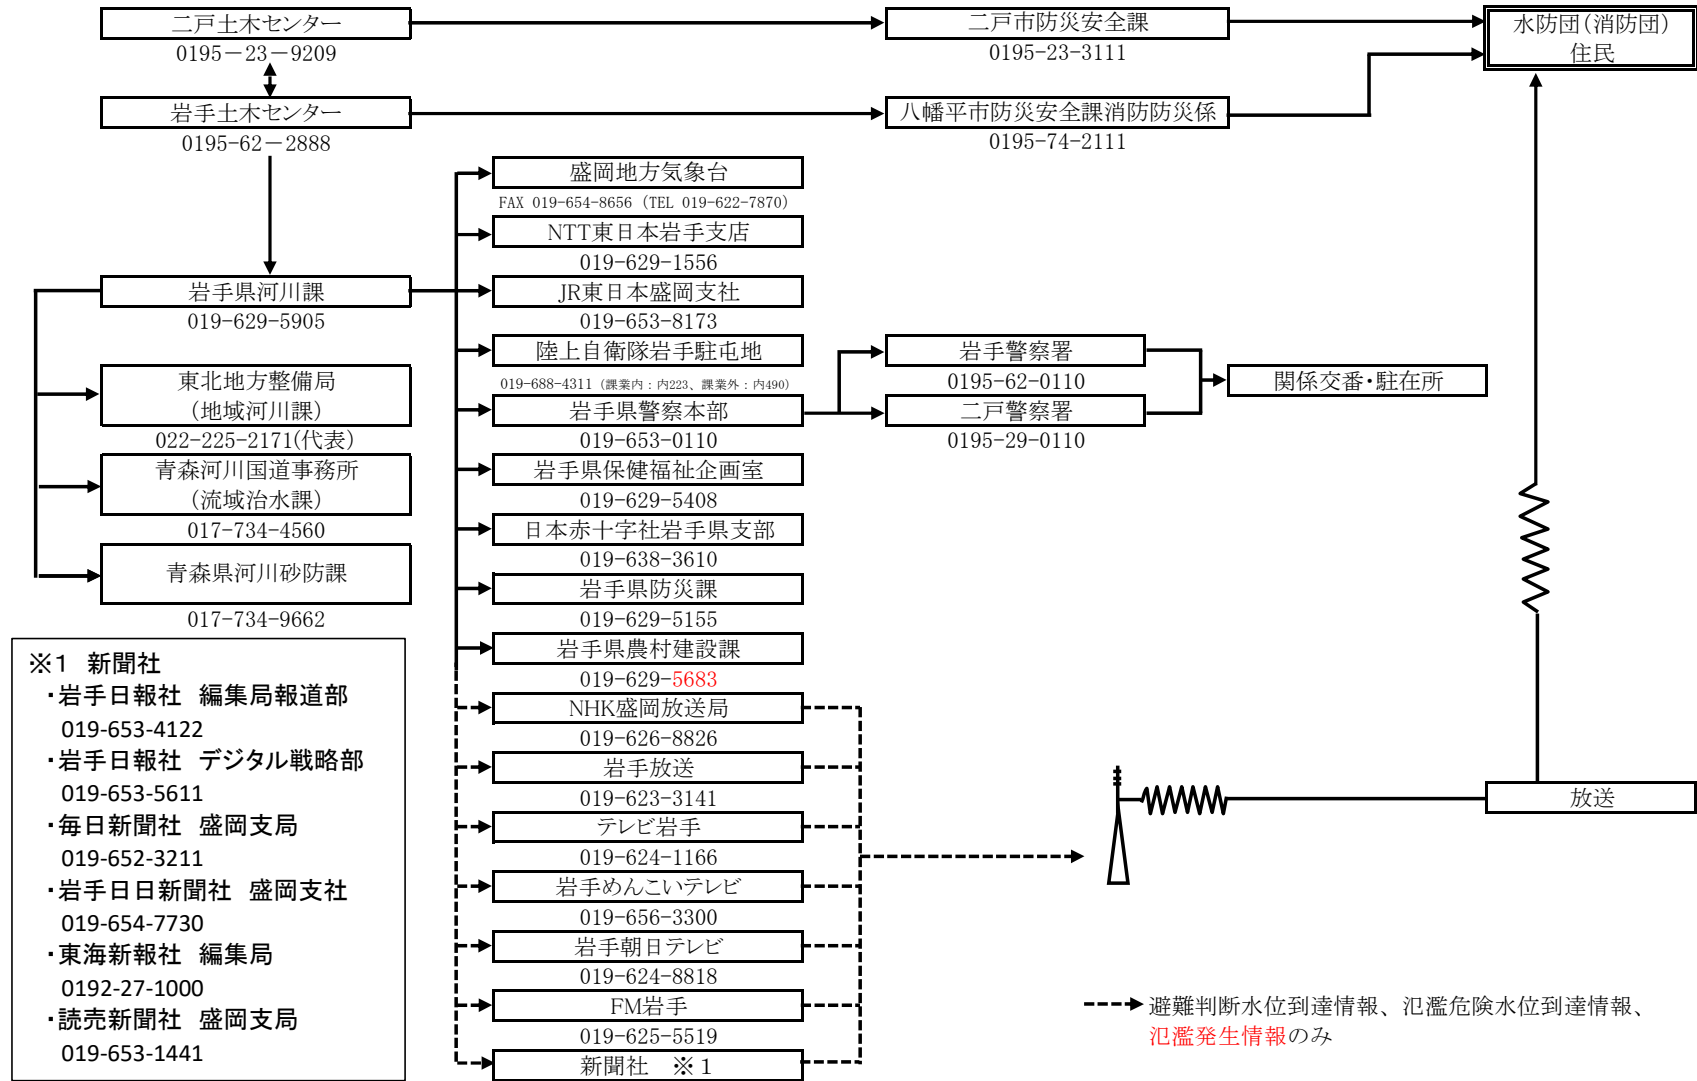 二戸土木センター
0195－23－9209
岩手土木センター
0195-62－2888
岩手県河川課
019-629-5905
東北地方整備局
(地域河川課)
022-225-2171(代表)
青森河川国道事務所
(流域治水課)
017-734-4560
青森県河川砂防課
017-734-9662
※1　新聞社
・岩手日報社　編集局報道部
019-653-4122
・岩手日報社　デジタル戦略部
019-653-5611
・毎日新聞社　盛岡支局
019-652-3211
・岩手日日新聞社　盛岡支社
019-654-7730
・東海新報社　編集局
0192-27-1000
・読売新聞社　盛岡支局
019-653-1441
盛岡地方気象台
FAX 019-654-8656 (TEL 019-622-7870)
NTT東日本岩手支店
019-629-1556
JR東日本盛岡支社
019-653-8173
陸上自衛隊岩手駐屯地
019-688-4311 (課業内：内223、課業外：内490)
岩手県警察本部
019-653-0110
岩手県保健福祉企画室
019-629-5408
日本赤十字社岩手県支部
019-638-3610
岩手県防災課
019-629-5155
岩手県農村建設課
019-629-5683
NHK盛岡放送局
019-626-8826
岩手放送
019-623-3141
テレビ岩手
019-624-1166
岩手めんこいテレビ
019-656-3300
岩手朝日テレビ
019-624-8818
FM岩手
019-625-5519
新聞社　※１
二戸市防災安全課
0195-23-3111
八幡平市防災安全課消防防災係
0195-74-2111
岩手警察署
0195-62-0110
二戸警察署
0195-29-0110
関係交番・駐在所
水防団(消防団)
住民
放送
避難判断水位到達情報、氾濫危険水位到達情報、
氾濫発生情報のみ